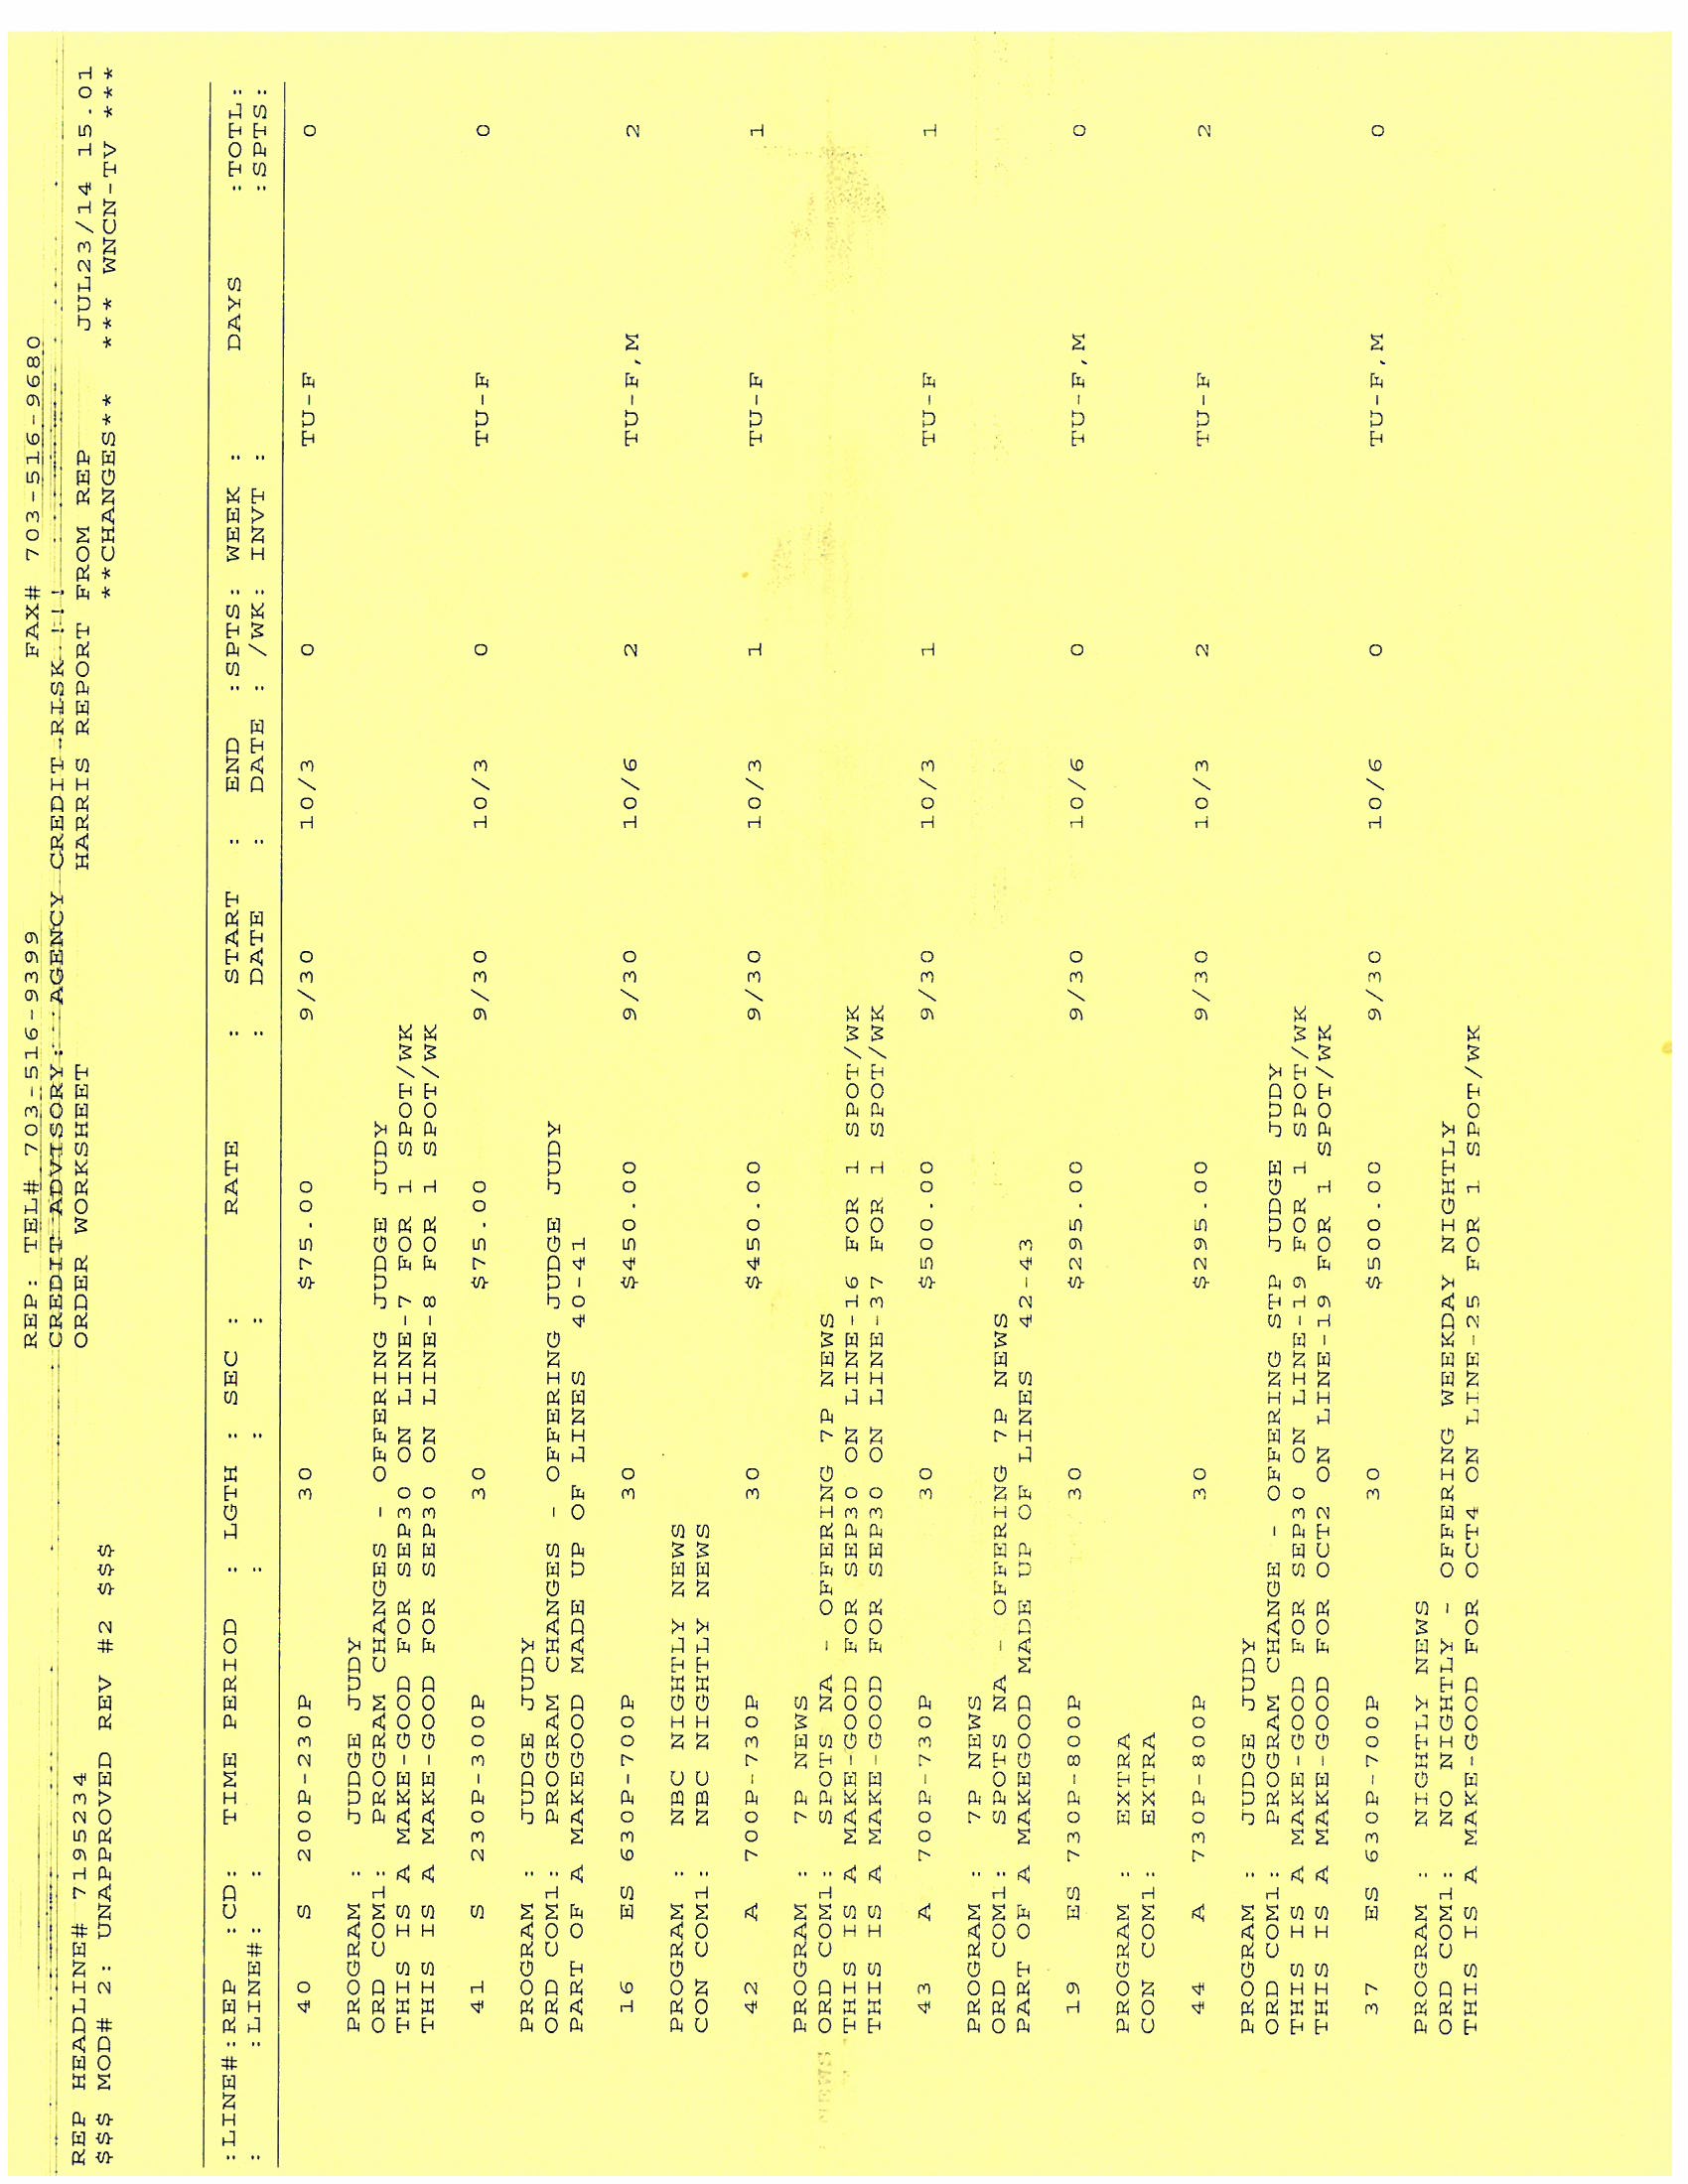 REP: TEL# 703-516-9399 FAX# 703-516-9680
CREDIT ADVISORY: AGENCY CREDIT RISK !!!
REP HEADLINE# 7195234 ORDER WORKSHEET HARRIS REPORT FROM REP JUL23/14 15.01
$$$ MOD# 2: UNAPPROVED REV #2 $$$ **CHANGES** *** WNCN-TV ***
:LINE#:REP :CD: TIME PERIOD : LGTH : SEC : RATE : START : END :SPTS: WEEK : DAYS :TOTL:
: :LINE#: : : : : : DATE : DATE : /WK: INVT : :SPTS:
40 S 200P-230P 30 $75.00 9/30 10/3 0 TU-F 0
PROGRAM : JUDGE JUDY
ORD COM1: PROGRAM CHANGES - OFFERING JUDGE JUDY
THIS IS A MAKE-GOOD FOR SEP30 ON LINE-7 FOR 1 SPOT/WK
THIS IS A MAKE-GOOD FOR SEP30 ON LINE-8 FOR 1 SPOT/WK
41 S 230P-300P 30 $75.00 9/30 10/3 0 TU-F 0
PROGRAM : JUDGE JUDY
ORD COM1: PROGRAM CHANGES - OFFERING JUDGE JUDY
PART OF A MAKEGOOD MADE UP OF LINES 40-41
16 ES 630P-700P 30 $450.00 9/30 10/6 2 TU-F,M 2
PROGRAM : NBC NIGHTLY NEWS
CON COM1: NBC NIGHTLY NEWS
42 A 700P-730P 30 $450.00 9/30 10/3 1 TU-F 1
PROGRAM : 7P NEWS
ORD COM1: SPOTS NA - OFFERING 7P NEWS
THIS IS A MAKE-GOOD FOR SEP30 ON LINE-16 FOR 1 SPOT/WK
THIS IS A MAKE-GOOD FOR SEP30 ON LINE-37 FOR 1 SPOT/WK
43 A 700P-730P 30 $500.00 9/30 10/3 1 TU-F 1
PROGRAM : 7P NEWS
ORD COM1: SPOTS NA - OFFERING 7P NEWS
PART OF A MAKEGOOD MADE UP OF LINES 42-43
19 ES 730P-800P 30 $295.00 9/30 10/6 0 TU-F,M 0
PROGRAM : EXTRA
CON COM1: EXTRA
44 A 730P-800P 30 $295.00 9/30 10/3 2 TU-F 2
PROGRAM : JUDGE JUDY
ORD COM1: PROGRAM CHANGE - OFFERING STP JUDGE JUDY
THIS IS A MAKE-GOOD FOR SEP30 ON LINE-19 FOR 1 SPOT/WK
THIS IS A MAKE-GOOD FOR OCT2 ON LINE-19 FOR 1 SPOT/WK
37 ES 630P-700P 30 $500.00 9/30 10/6 0 TU-F,M 0
PROGRAM : NIGHTLY NEWS
ORD COM1: NO NIGHTLY - OFFERING WEEKDAY NIGHTLY
THIS IS A MAKE-GOOD FOR OCT4 ON LINE-25 FOR 1 SPOT/WK